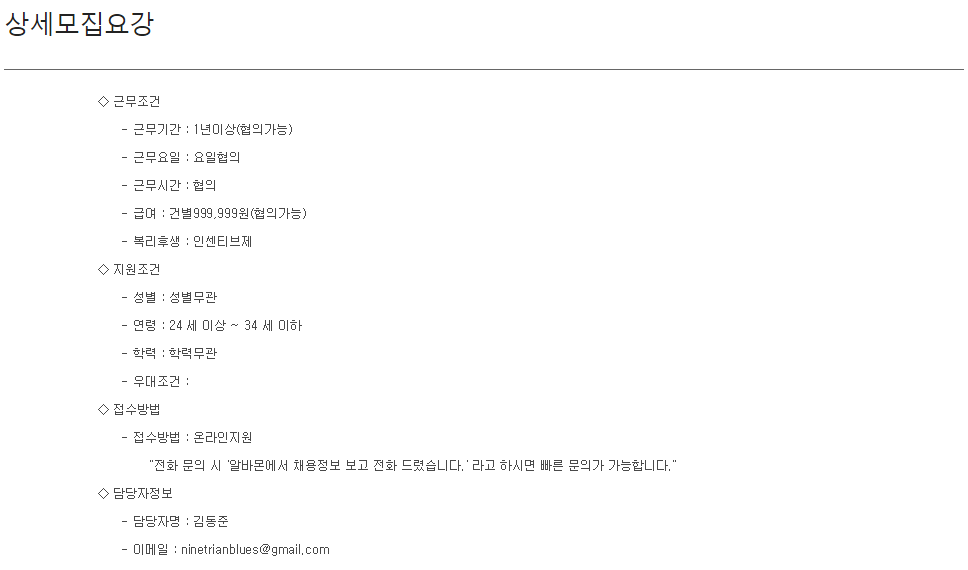 상세모집요강
◇ 근무조건
- 근무기간 : 1년이상(협의가능)
- 근무요일 : 요일협의
- 근무시간 : 협의
- 급여 : 건별999,999원(협의가능)
- 복리후생 : 인센티브제
◇ 지원조건
- 성별 : 성별무관
- 연령 : 24 세 이상 ~ 34 세 이하
- 학력 : 학력무관
- 우대조건 :
◇ 접수방법
- 접수방법 : 온라인지원
"전화 문의 시 '알바몬에서 채용정보 보고 전화 드렸습니다.' 라고 하시면 빠른 문의가 가능합니다."
◇ 담당자정보
- 담당자명 : 김동준
- 이메일 : ninetrianblues@gmail.com